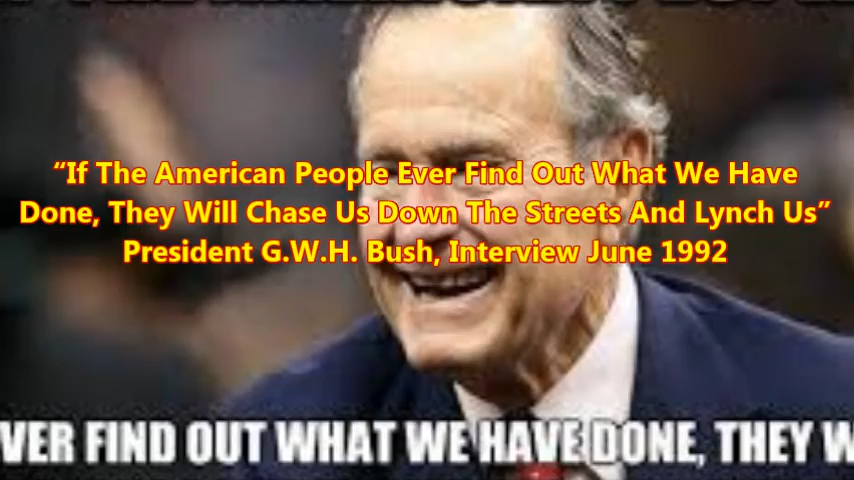 “If The American People Ever Find Out What We Have
Done, They Will Chase Us Down The Streets And Lynch Us”
President G.W.H. Bush, Interview June 1992
VER FIND OUT WHAT WE HAVE DONE, THEY W